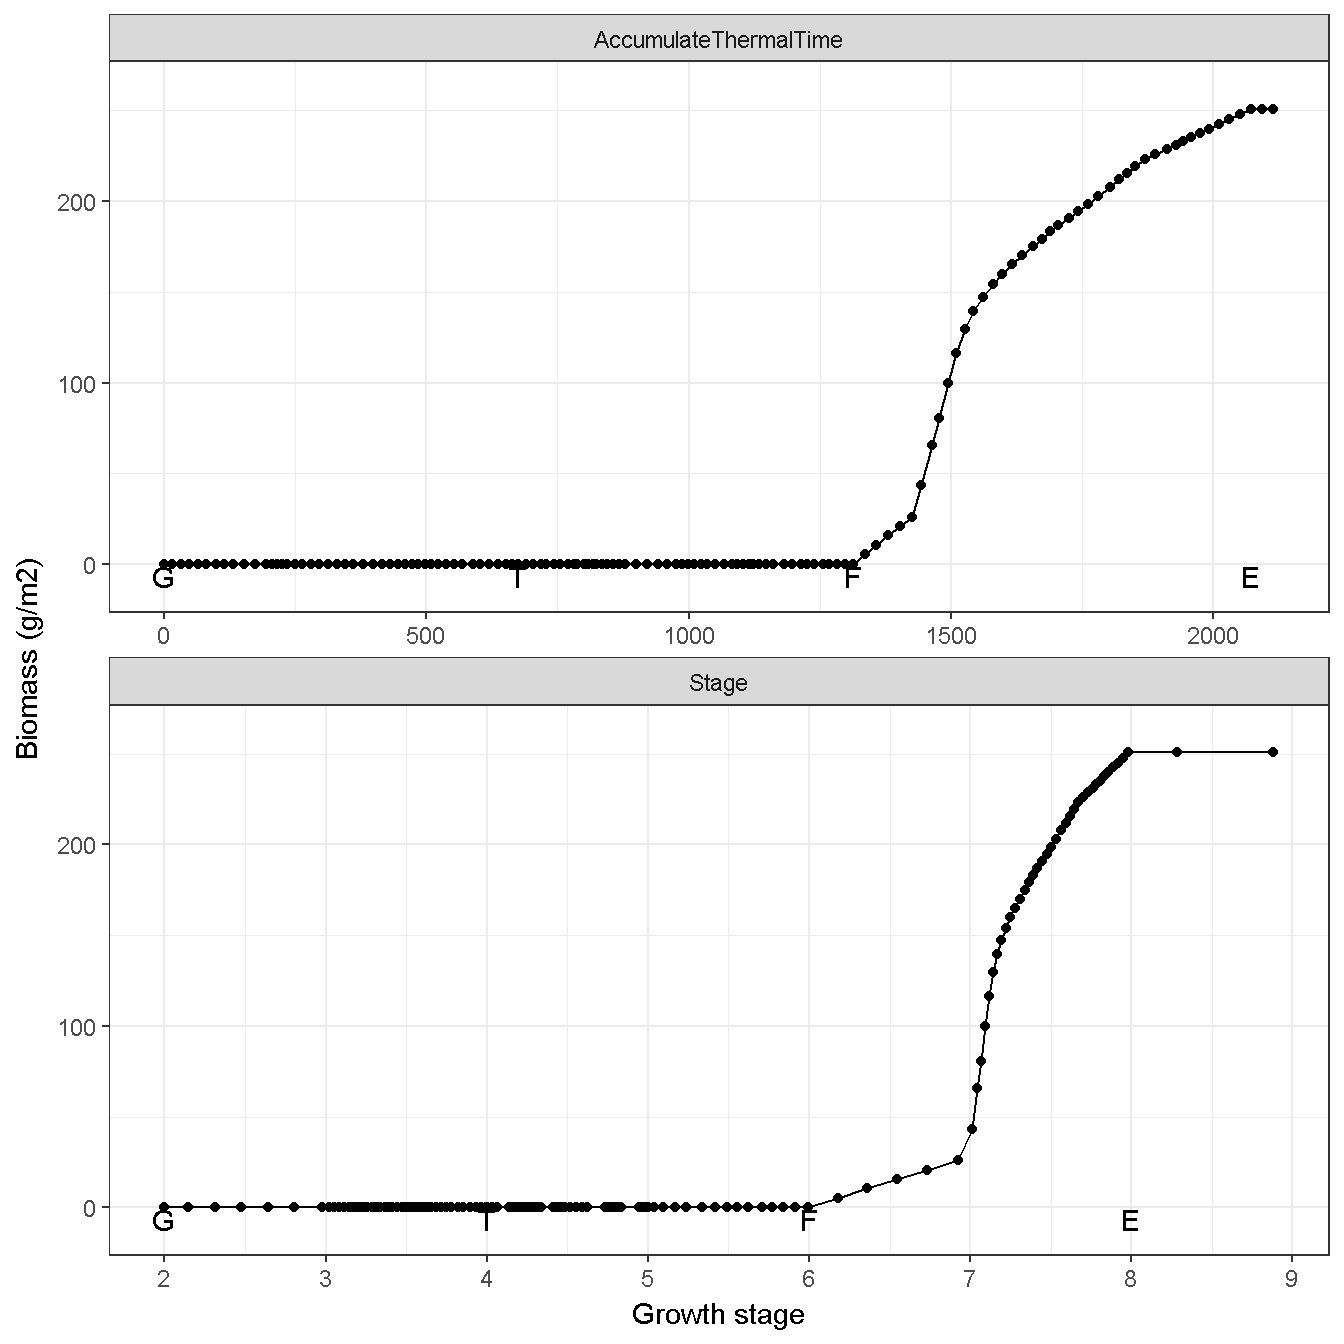 AccumulateThermalTime
200
100
0
G I F E
0 500 1000 1500 2000
Biomass (g/m2)
Stage
200
100
0
G I F E
2 3 4 5 6 7 8 9
Growth stage